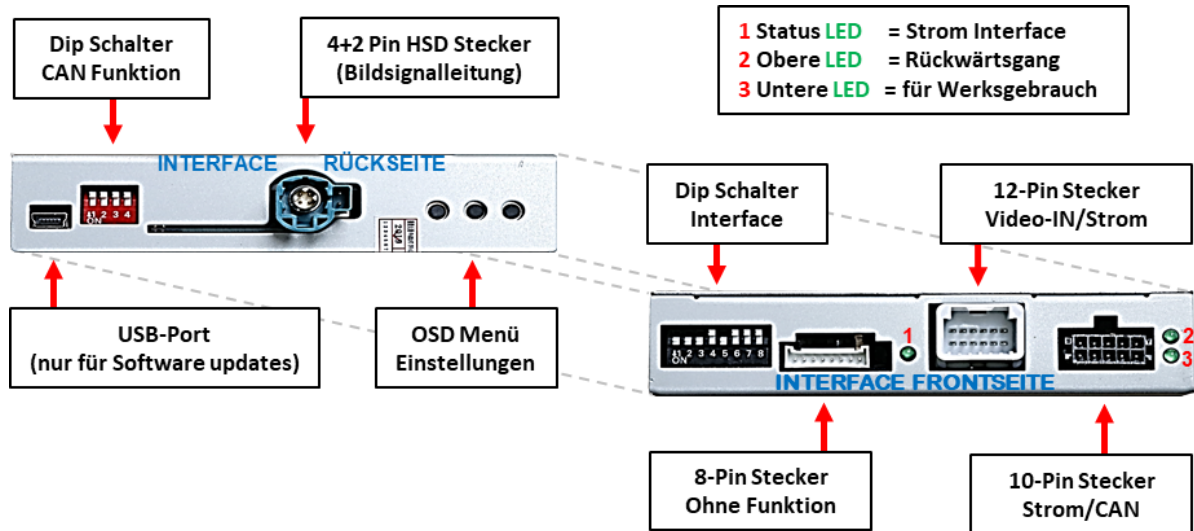 Dip Schalter
CAN Funktion
4+2 Pin HSD Stecker
(Bildsignalleitung)
1 Status LED = Strom Interface
2 Obere LED = Rückwärtsgang
3 Untere LED = für Werksgebrauch
INTERFACE RÜCKSEITE
1 2 3 4
ON
USB-Port
(nur für Software updates)
OSD Menü
Einstellungen
Dip Schalter
Interface
12-Pin Stecker
Video-IN/Strom
1 2 3 4 5 6 7 8
ON
1
2
3
INTERFACE FRONTSEITE
8-Pin Stecker
Ohne Funktion
10-Pin Stecker
Strom/CAN